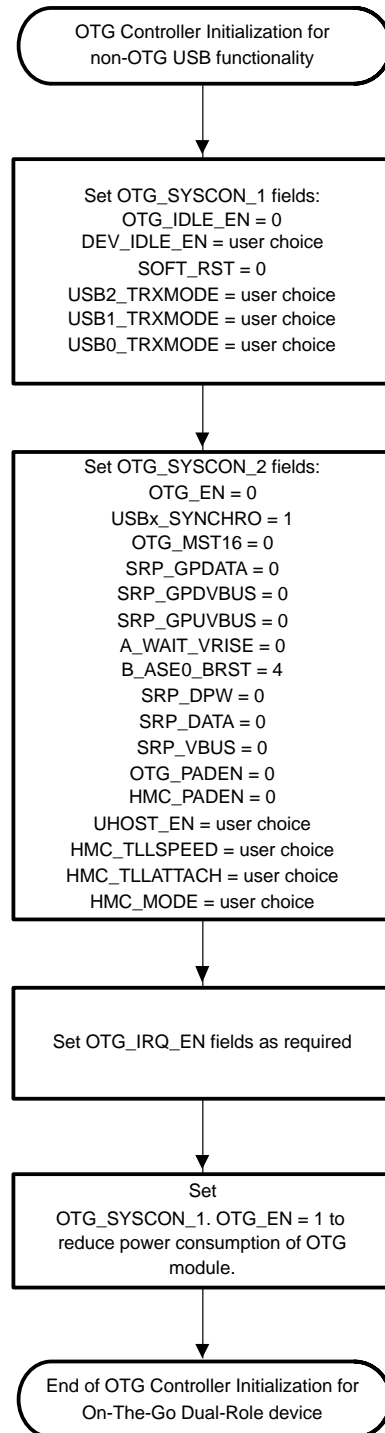 OTG Controller Initialization for
non-OTG USB functionality
Set OTG_SYSCON_1 fields:
OTG_IDLE_EN = 0
DEV_IDLE_EN = user choice
SOFT_RST = 0
USB2_TRXMODE = user choice
USB1_TRXMODE = user choice
USB0_TRXMODE = user choice
Set OTG_SYSCON_2 fields:
OTG_EN = 0
USBx_SYNCHRO = 1
OTG_MST16 = 0
SRP_GPDATA = 0
SRP_GPDVBUS = 0
SRP_GPUVBUS = 0
A_WAIT_VRISE = 0
B_ASE0_BRST = 4
SRP_DPW = 0
SRP_DATA = 0
SRP_VBUS = 0
OTG_PADEN = 0
HMC_PADEN = 0
UHOST_EN = user choice
HMC_TLLSPEED = user choice
HMC_TLLATTACH = user choice
HMC_MODE = user choice
Set OTG_IRQ_EN fields as required
Set
OTG_SYSCON_1. OTG_EN = 1 to
reduce power consumption of OTG
module.
End of OTG Controller Initialization for
On-The-Go Dual-Role device